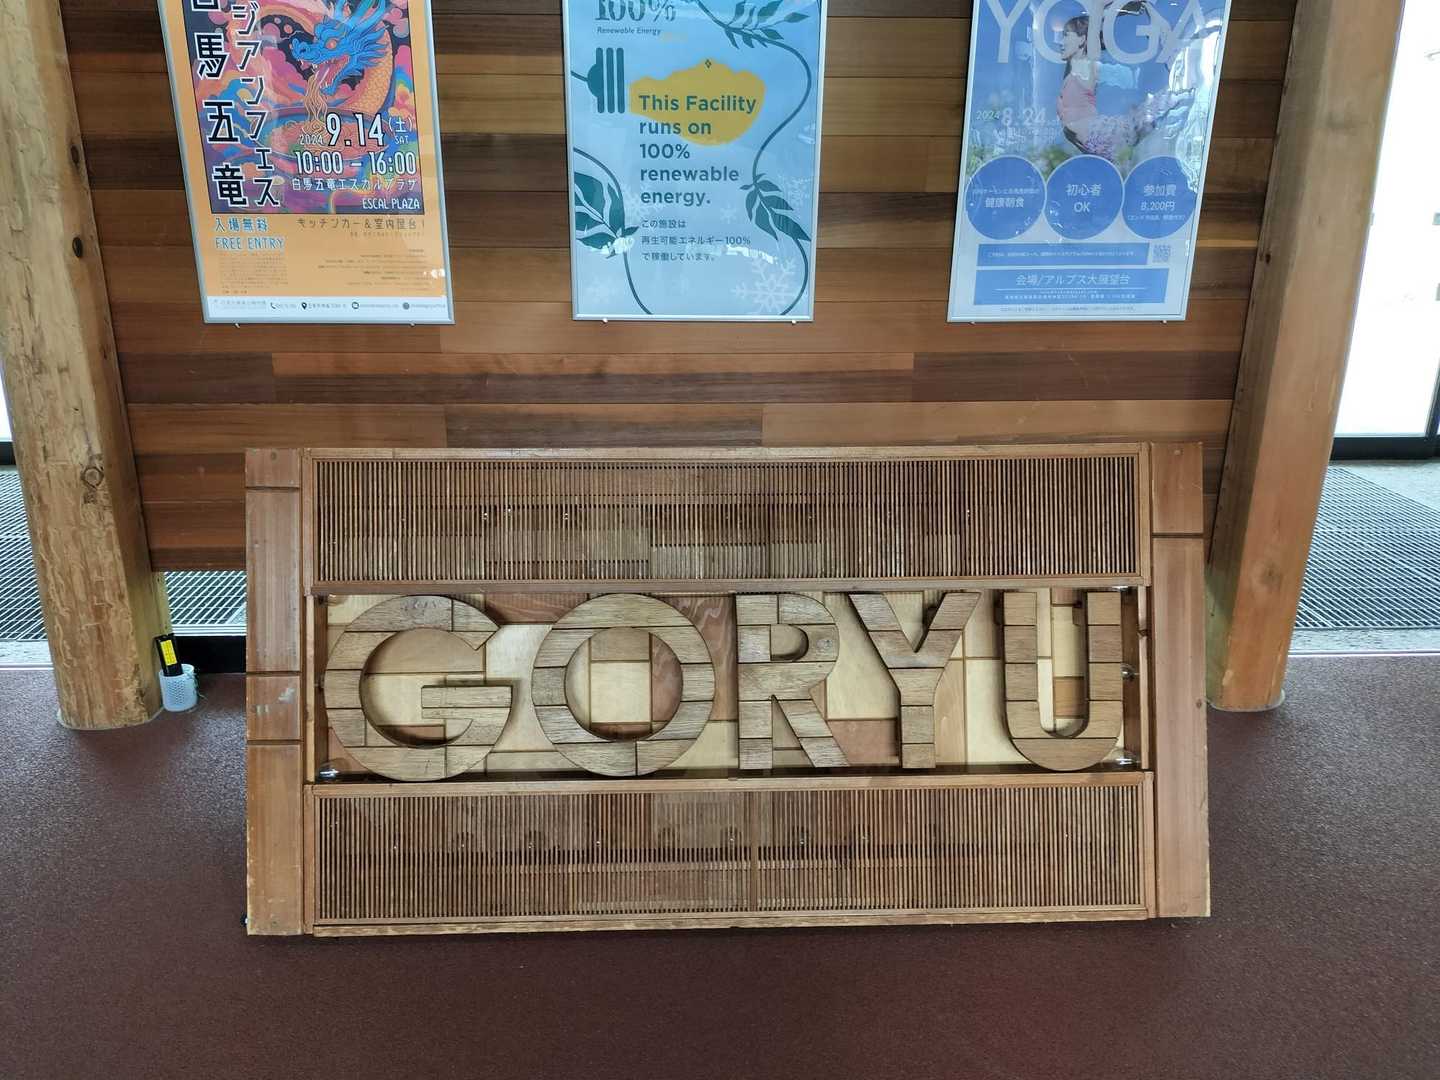 白馬五竜
ジアンフェス
2024 9.14 (土)
SAT
10:00 - 16:00
白馬五竜エスカルプラザ
ESCAL PLAZA
入場無料
FREE ENTRY
キッチンカー&室内屋台!
100%
Renewable Energy
This Facility
runs on
100%
renewable
energy.
この施設は
再生可能エネルギー100%
で稼働しています。
YOGA
2024 8.24
健康朝食
初心者
OK
参加費
8,200円
会場/アルプス大展望台
GORYU